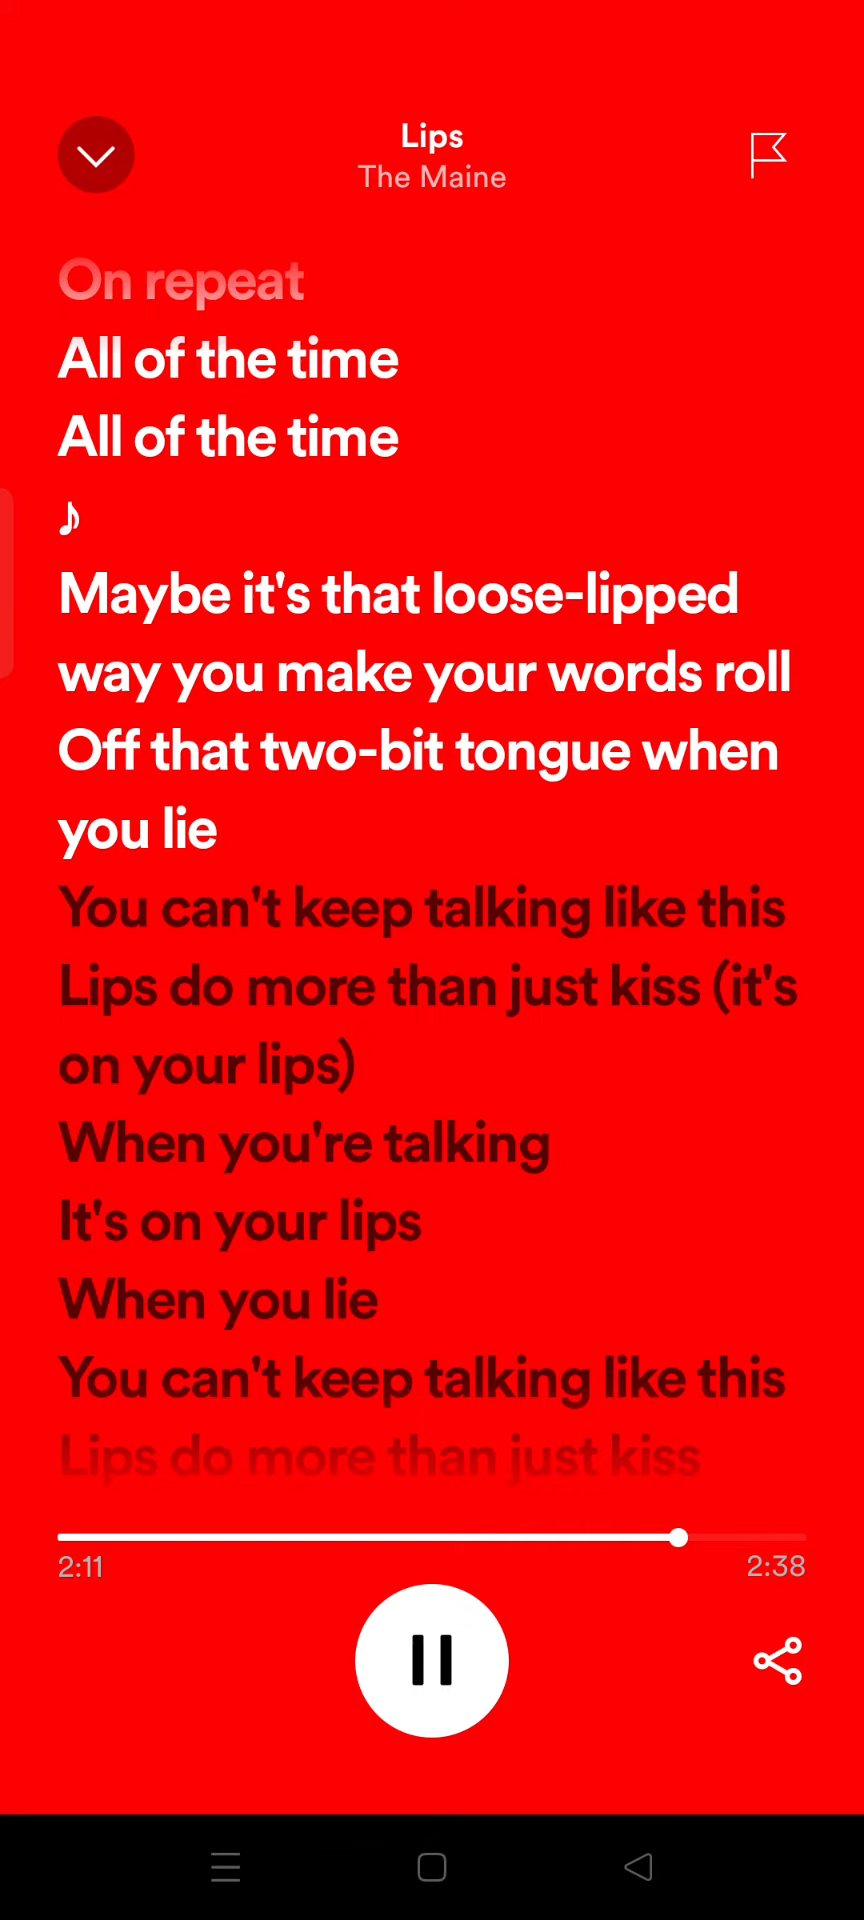 Lips
The Maine
On repeat
All of the time
All of the time
♪
Maybe it's that loose-lipped
way you make your words roll
Off that two-bit tongue when
you lie
You can't keep talking like this
Lips do more than just kiss (it's
on your lips)
When you're talking
It's on your lips
When you lie
You can't keep talking like this
Lips do more than just kiss
2:11
2:38